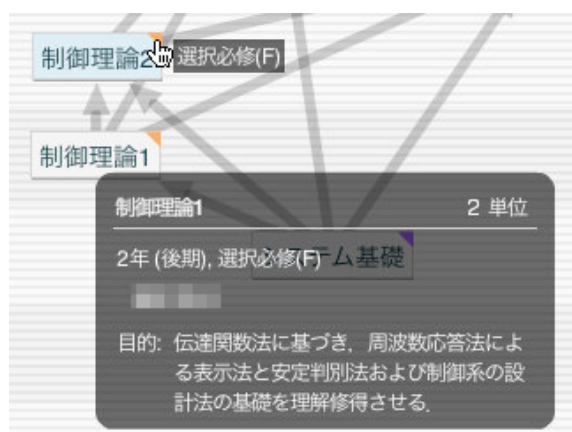 制御理論2
選択必修(F)
制御理論1
制御理論1
2 単位
2年 (後期), 選択必修(F)
ム基礎
目的: 伝達関数法に基づき，周波数応答法によ
る表示法と安定判別法および制御系の設
計法の基礎を理解修得させる.